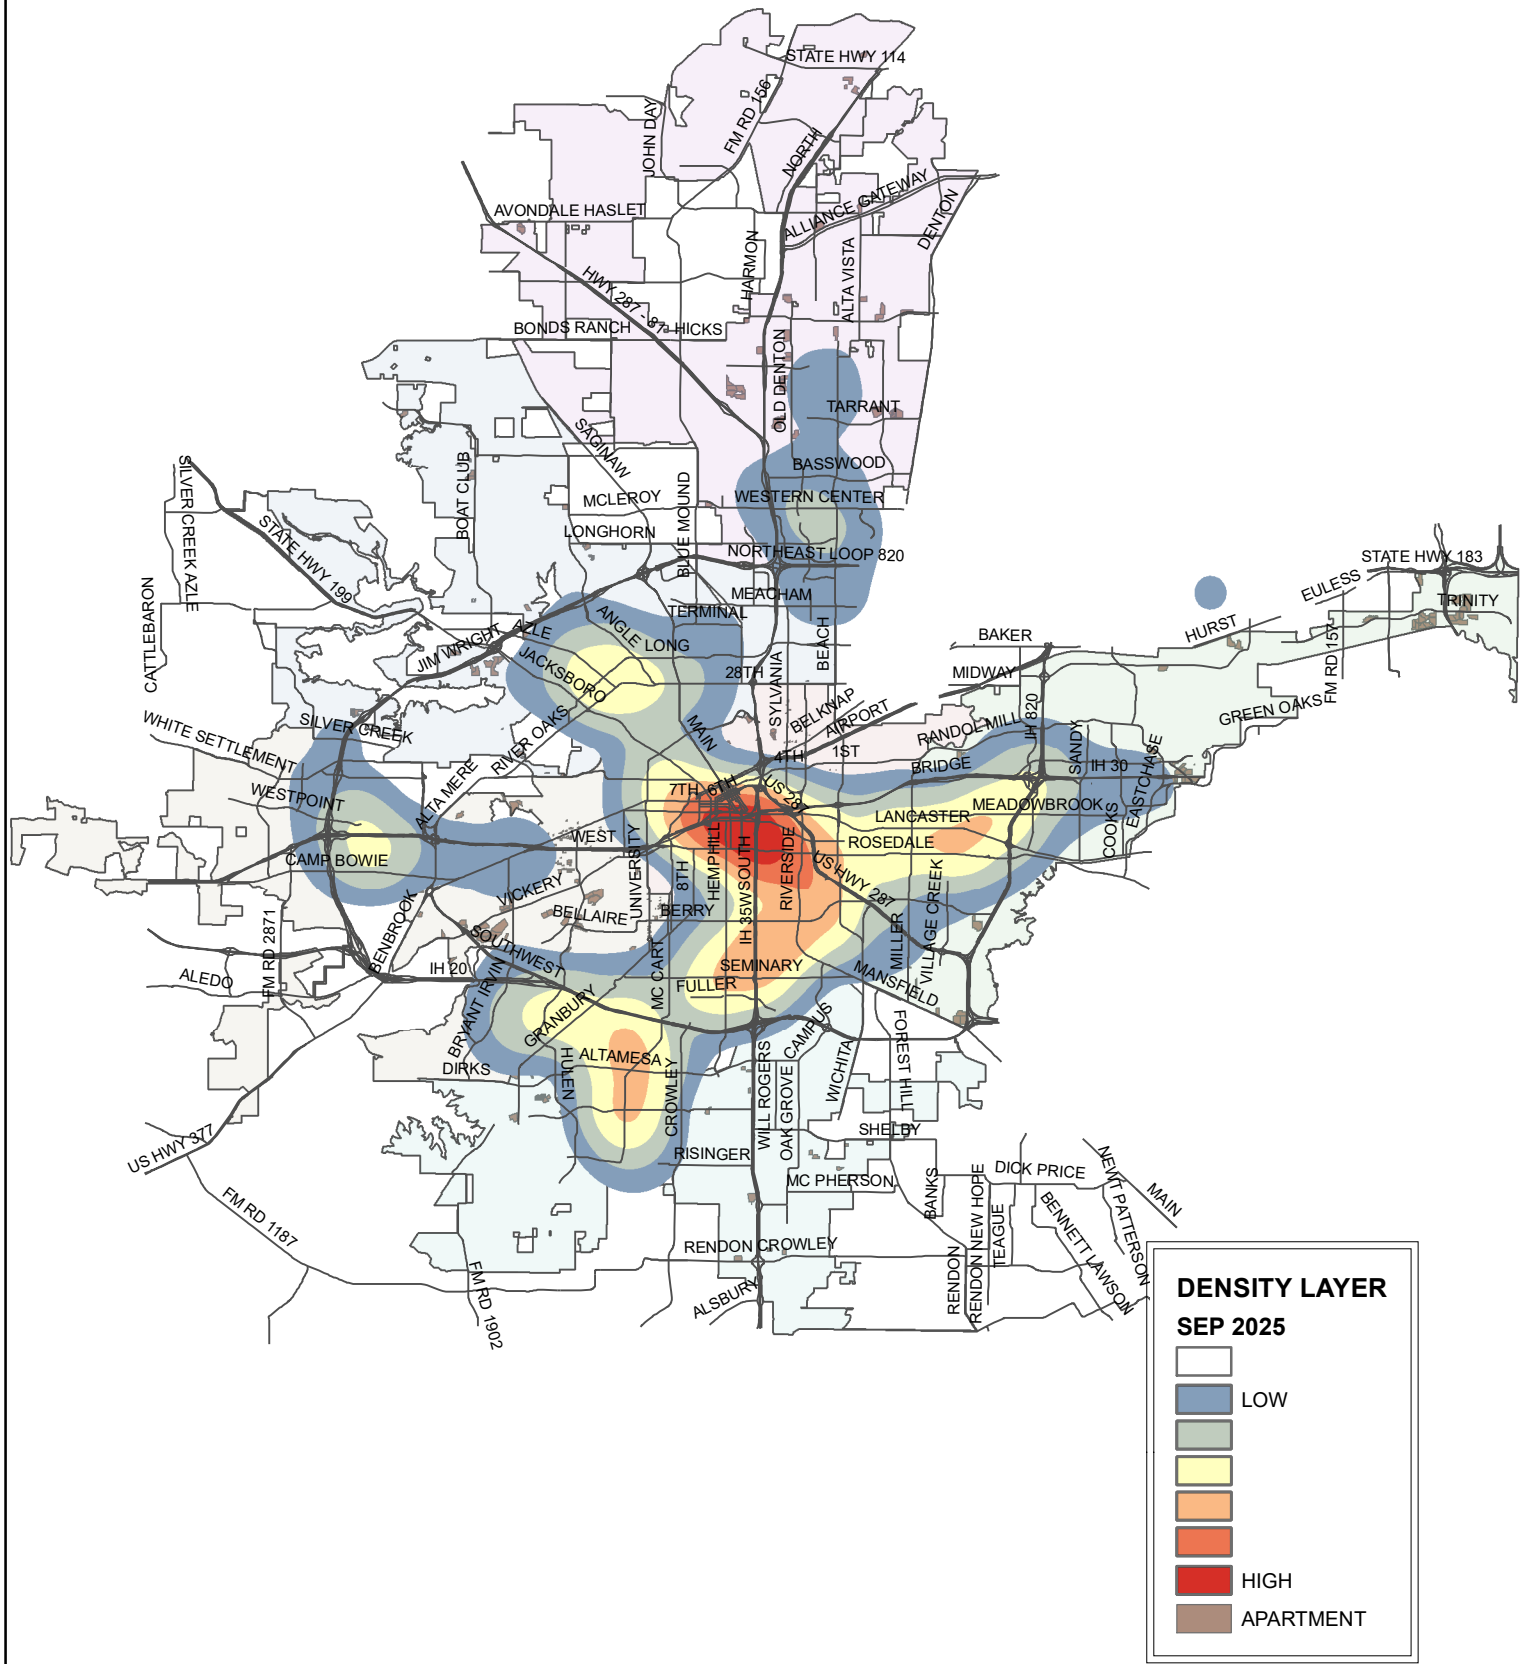 STATE HWY 114
FM RD 156
JOHN DAY
NORTH
ALLIANCE GATEWAY
AVONDALE HASLET
DENTON
HARMON
ALTA VISTA
HWY 287 - 81
BONDS RANCH
HICKS
OLD DENTON
TARRANT
SAGINAW
BASSWOOD
BOAT CLUB
SILVER CREEK AZLE
MCLEROY
BLUE MOUND
WESTERN CENTER
STATE HWY 199
LONGHORN
NORTHEAST LOOP 820
STATE HWY 183
EULESS
CATTLEBARON
MEACHAM
TERMINAL
TRINITY
ANGLE
AZLE
LONG
BEACH
BAKER
HURST
FM RD 157
JIM WRIGHT
JACKSBORO
28TH
MIDWAY
SYLVANIA
BELKNAP
AIRPORT
RANDOL MILL
IH 820
GREEN OAKS
WHITE SETTLEMENT
SILVER CREEK
RIVER OAKS
MAIN
4TH
1ST
BRIDGE
SANDY
IH 30
EASTCHASE
WESTPOINT
ALTA MERE
7TH
6TH
US 287
MEADOWBROOK
LANCASTER
COOKS
WEST
UNIVERSITY
HEMPHILL
RIVERSIDE
ROSEDALE
CAMP BOWIE
8TH
IH 35W
SOUTH
US HWY 287
VICKERY
BERRY
BELLAIRE
MILLER
VILLAGE CREEK
BENBROOK
FM RD 2871
SOUTHWEST
MC CART
SEMINARY
MANSFIELD
ALEDO
IH 20
FULLER
BRYANT IRVIN
GRANBURY
CAMPUS
FOREST HILL
DIRKS
HULEN
ALTAMESA
CROWLEY
WILL ROGERS
OAK GROVE
WICHITA
US HWY 377
SHELBY
RISINGER
MC PHERSON
BANKS
RENDON NEW HOPE
DICK PRICE
NEWT PATTERSON
MAIN
FM RD 1187
TEAGUE
BENNETT LAWSON
RENDON CROWLEY
RENDON
FM RD 1902
ALSBURY
DENSITY LAYER
SEP 2025
LOW
HIGH
APARTMENT